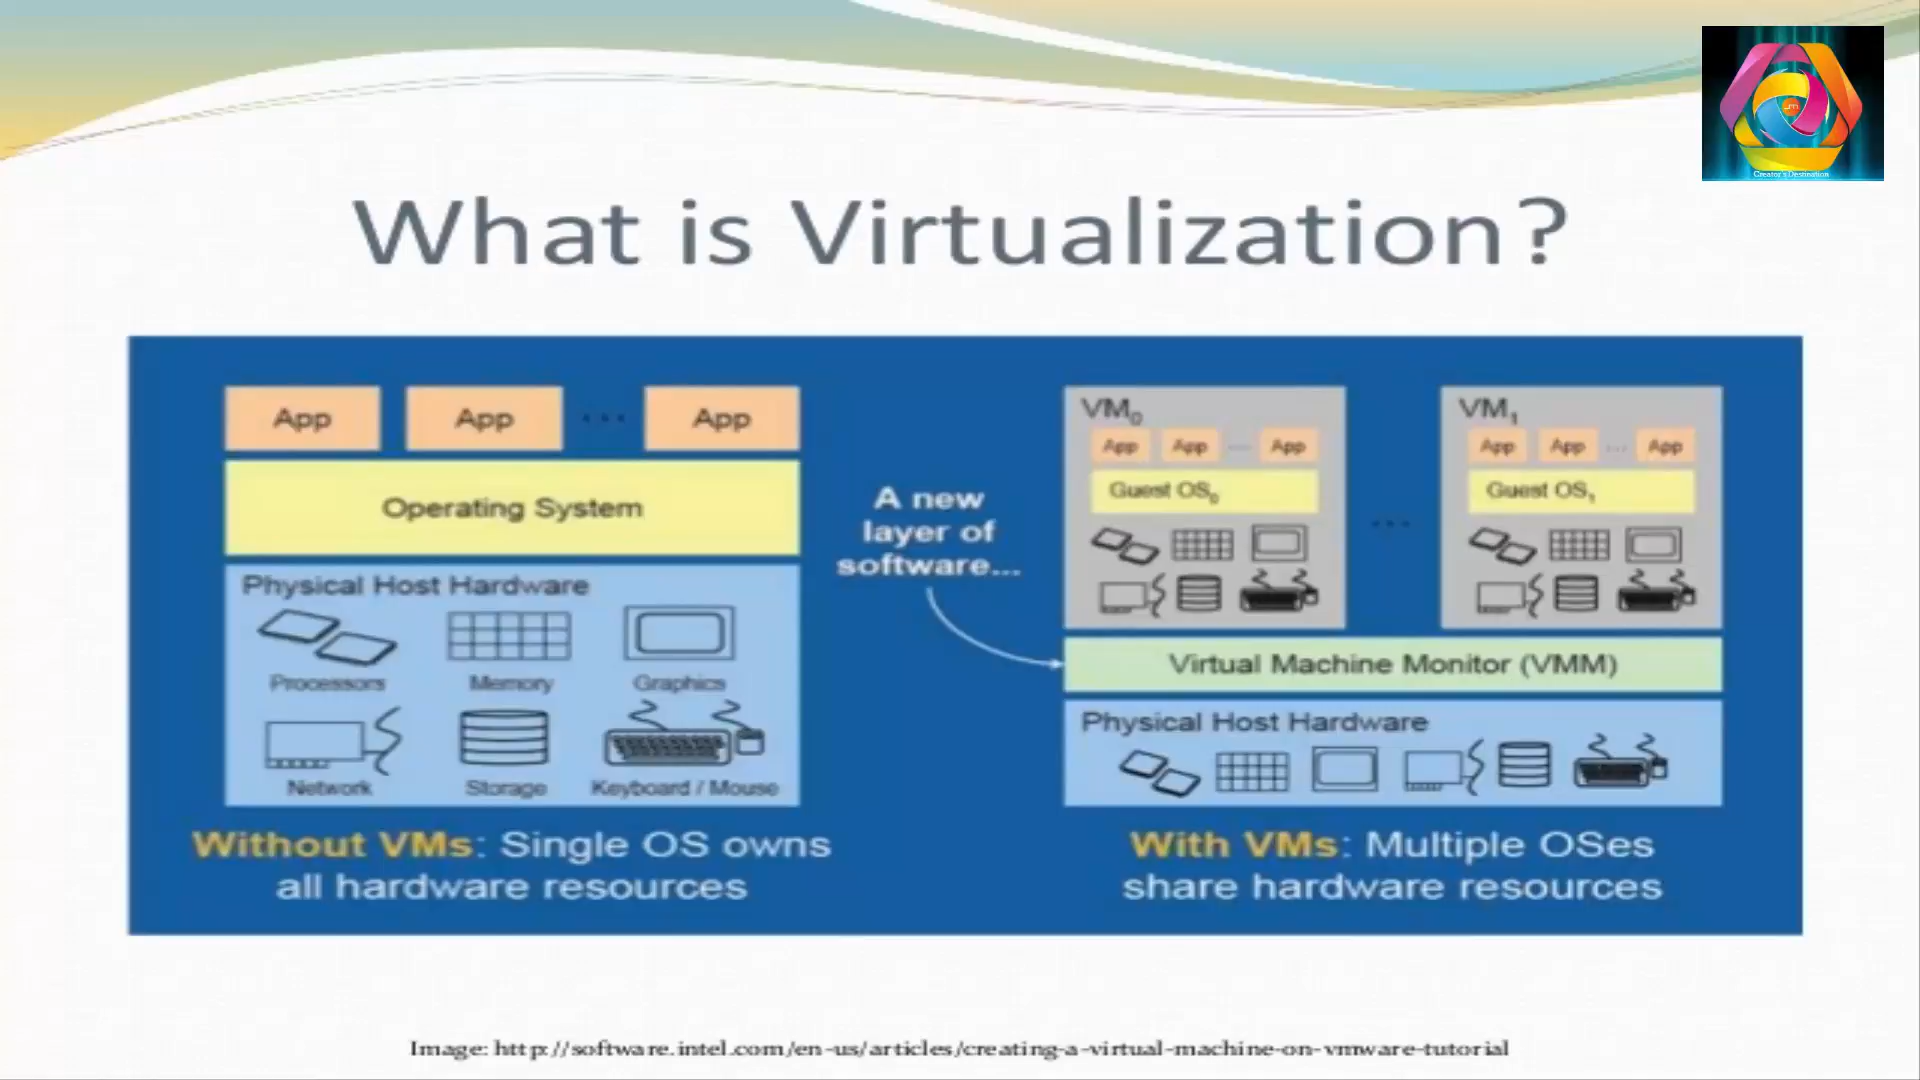 Creator's Destination
What is Virtualization?
App App ... App
Operating System
Physical Host Hardware
Processors Memory Graphics
Network Storage Keyboard / Mouse
Without VMs: Single OS owns
all hardware resources
A new
layer of
software...
VM0
App App ... App
Guest OS0
...
VM1
App App ... App
Guest OS1
Virtual Machine Monitor (VMM)
Physical Host Hardware
With VMs: Multiple OSes
share hardware resources
Image: http://software.intel.com/en-us/articles/creating-a-virtual-machine-on-vmware-tutorial